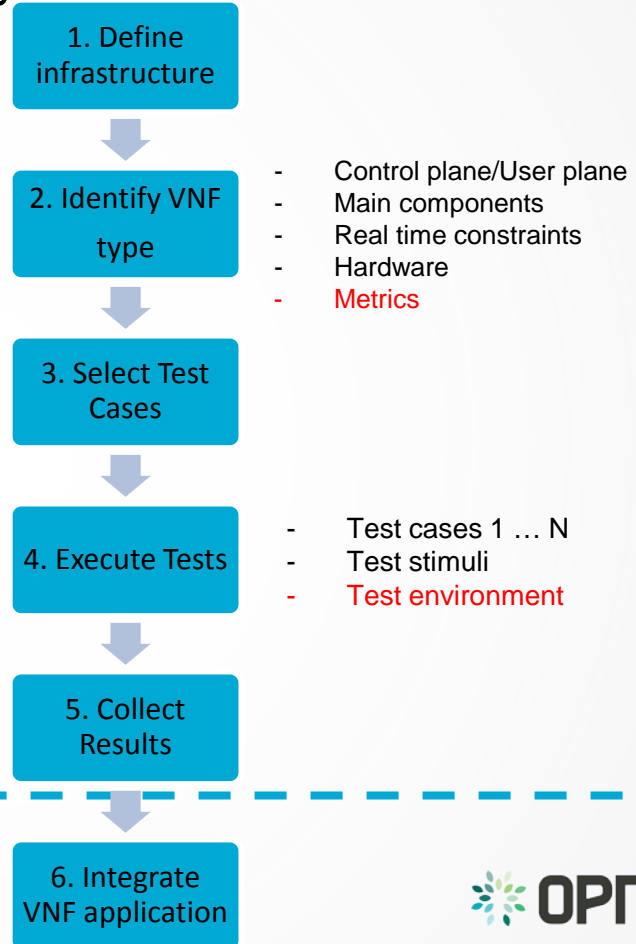 1. Define
infrastructure
2. Identify VNF
type
- Control plane/User plane
- Main components
- Real time constraints
- Hardware
- Metrics
3. Select Test
Cases
4. Execute Tests
- Test cases 1 … N
- Test stimuli
- Test environment
5. Collect
Results
6. Integrate
VNF application